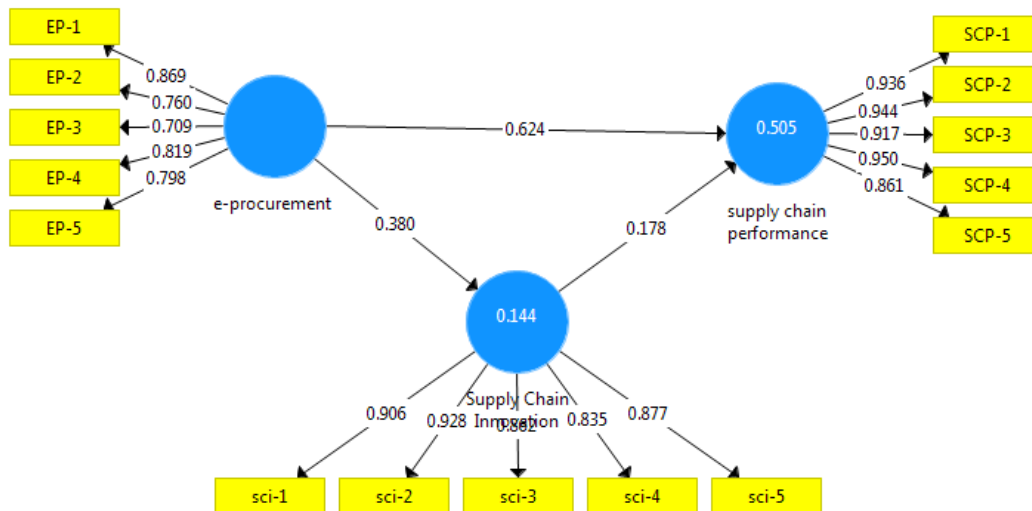 EP-1
EP-2
EP-3
EP-4
EP-5
0.869
0.760
0.709
0.819
0.798
e-procurement
0.624
0.380
0.178
0.505
supply chain
performance
SCP-1
SCP-2
SCP-3
SCP-4
SCP-5
0.936
0.944
0.917
0.950
0.861
0.144
Supply Chain
Innovation
0.906
0.928
0.835
0.877
sci-1
sci-2
sci-3
sci-4
sci-5